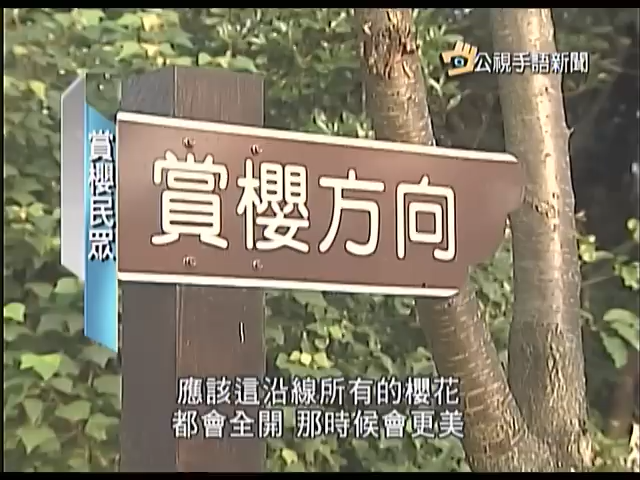 公視手語新聞
賞櫻民眾
賞櫻方向
應該這沿線所有的櫻花
都會全開 那時候會更美